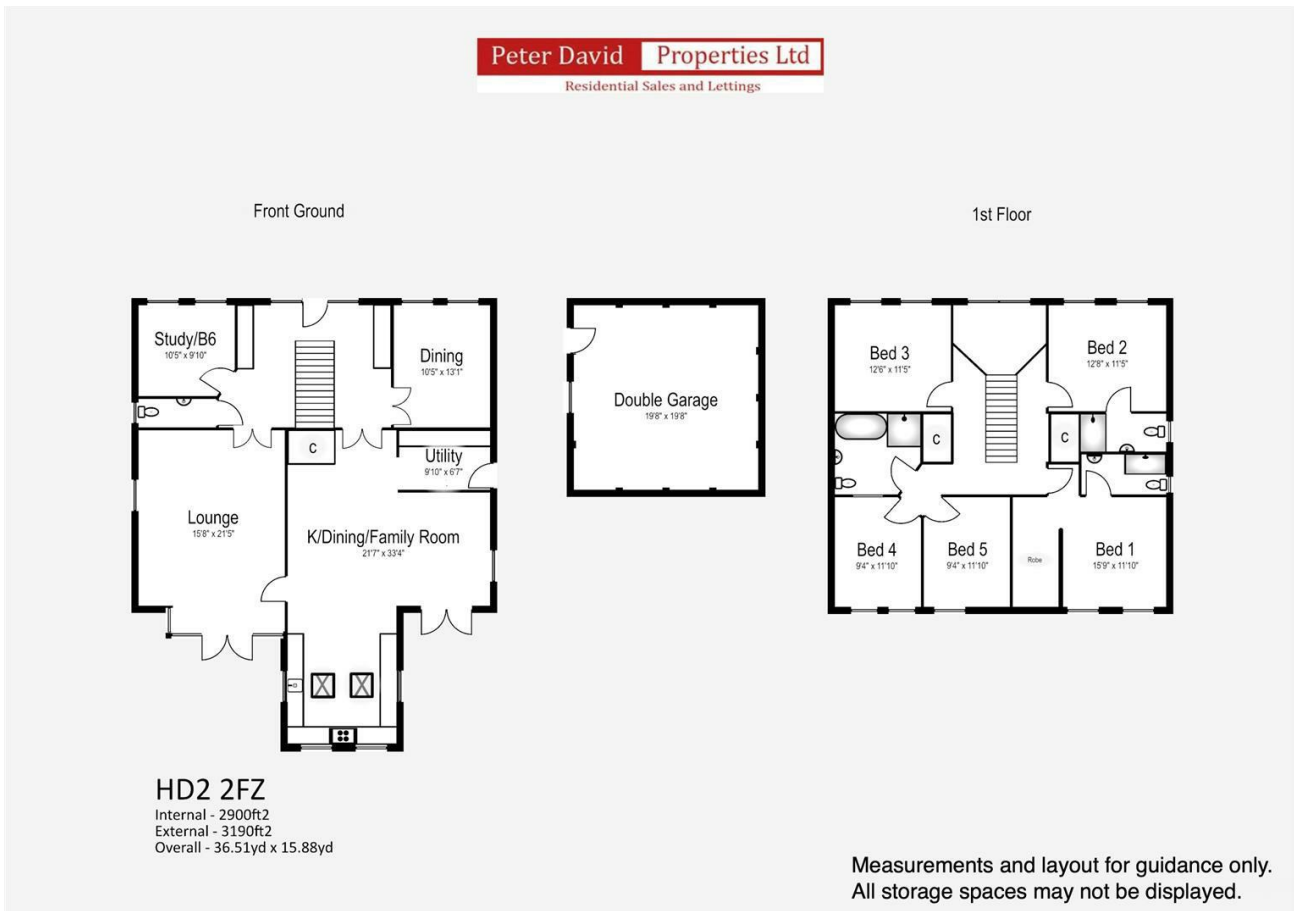 Peter David Properties Ltd
Residential Sales and Lettings
Front Ground
1st Floor
Study/B6
10'5" x 9'10"
Dining
10'5" x 13'1"
C
Utility
9'10" x 6'7"
Lounge
15'8" x 21'5"
K/Dining/Family Room
21'7" x 33'4"
Double Garage
19'8" x 19'8"
Bed 3
12'6" x 11'5"
Bed 2
12'8" x 11'5"
C
C
Bed 4
9'4" x 11'10"
Bed 5
9'4" x 11'10"
Robe
Bed 1
15'9" x 11'10"
HD2 2FZ
Internal - 2900ft2
External - 3190ft2
Overall - 36.51yd x 15.88yd
Measurements and layout for guidance only.
All storage spaces may not be displayed.